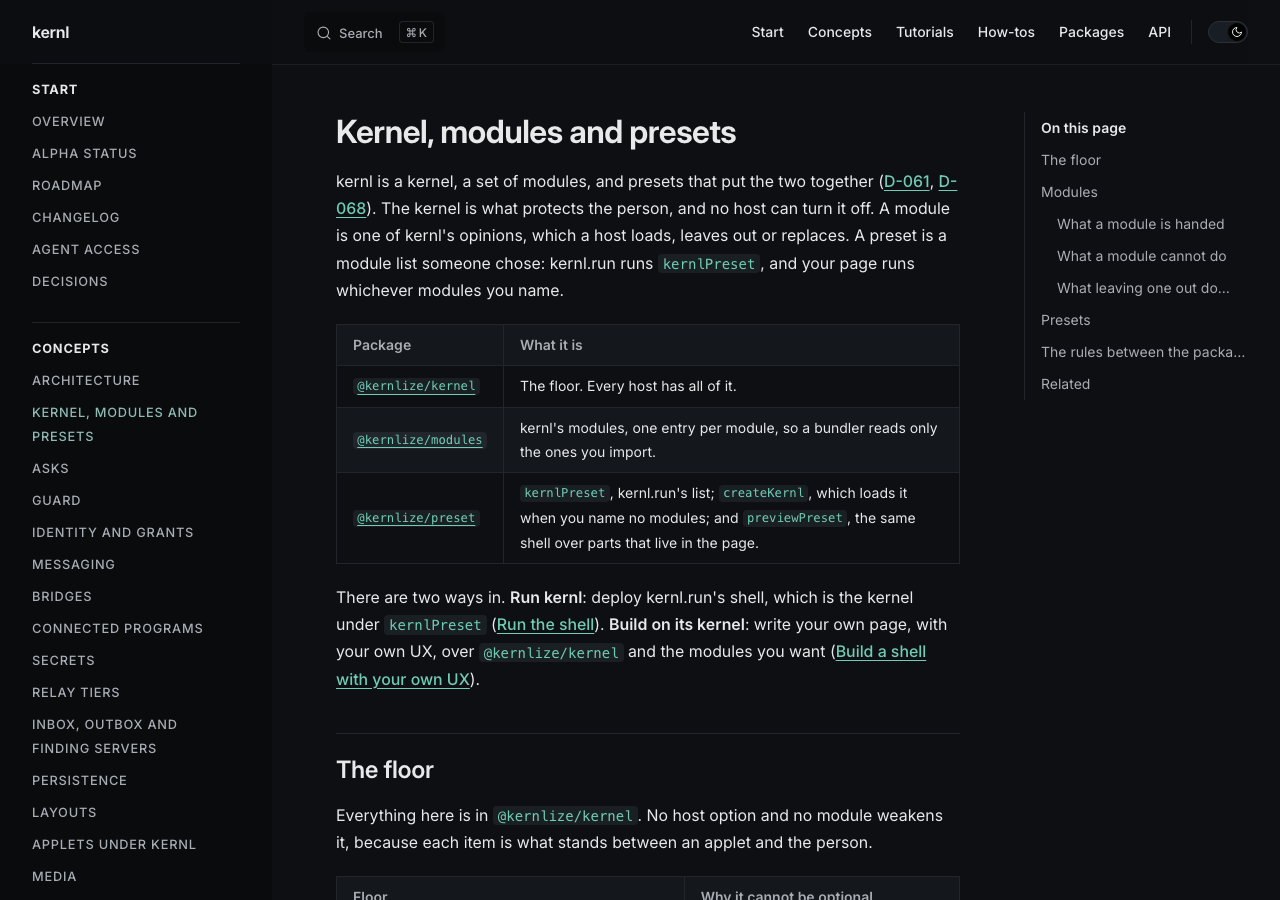 kernl
Search ⌘K
Start Concepts Tutorials How-tos Packages API
START
OVERVIEW
ALPHA STATUS
ROADMAP
CHANGELOG
AGENT ACCESS
DECISIONS
CONCEPTS
ARCHITECTURE
KERNEL, MODULES AND
PRESETS
ASKS
GUARD
IDENTITY AND GRANTS
MESSAGING
BRIDGES
CONNECTED PROGRAMS
SECRETS
RELAY TIERS
INBOX, OUTBOX AND
FINDING SERVERS
PERSISTENCE
LAYOUTS
APPLETS UNDER KERNL
MEDIA
Kernel, modules and presets
kernl is a kernel, a set of modules, and presets that put the two together (D-061, D-
068). The kernel is what protects the person, and no host can turn it off. A module
is one of kernl's opinions, which a host loads, leaves out or replaces. A preset is a
module list someone chose: kernl.run runs kernlPreset, and your page runs
whichever modules you name.
Package What it is
@kernlize/kernel The floor. Every host has all of it.
@kernlize/modules kernl's modules, one entry per module, so a bundler reads only
the ones you import.
@kernlize/preset kernlPreset, kernl.run's list; createKernl, which loads it
when you name no modules; and previewPreset, the same
shell over parts that live in the page.
There are two ways in. Run kernl: deploy kernl.run's shell, which is the kernel
under kernlPreset (Run the shell). Build on its kernel: write your own page, with
your own UX, over @kernlize/kernel and the modules you want (Build a shell
with your own UX).
The floor
Everything here is in @kernlize/kernel. No host option and no module weakens
it, because each item is what stands between an applet and the person.
Floor Why it cannot be optional
On this page
The floor
Modules
What a module is handed
What a module cannot do
What leaving one out do...
Presets
The rules between the packa...
Related